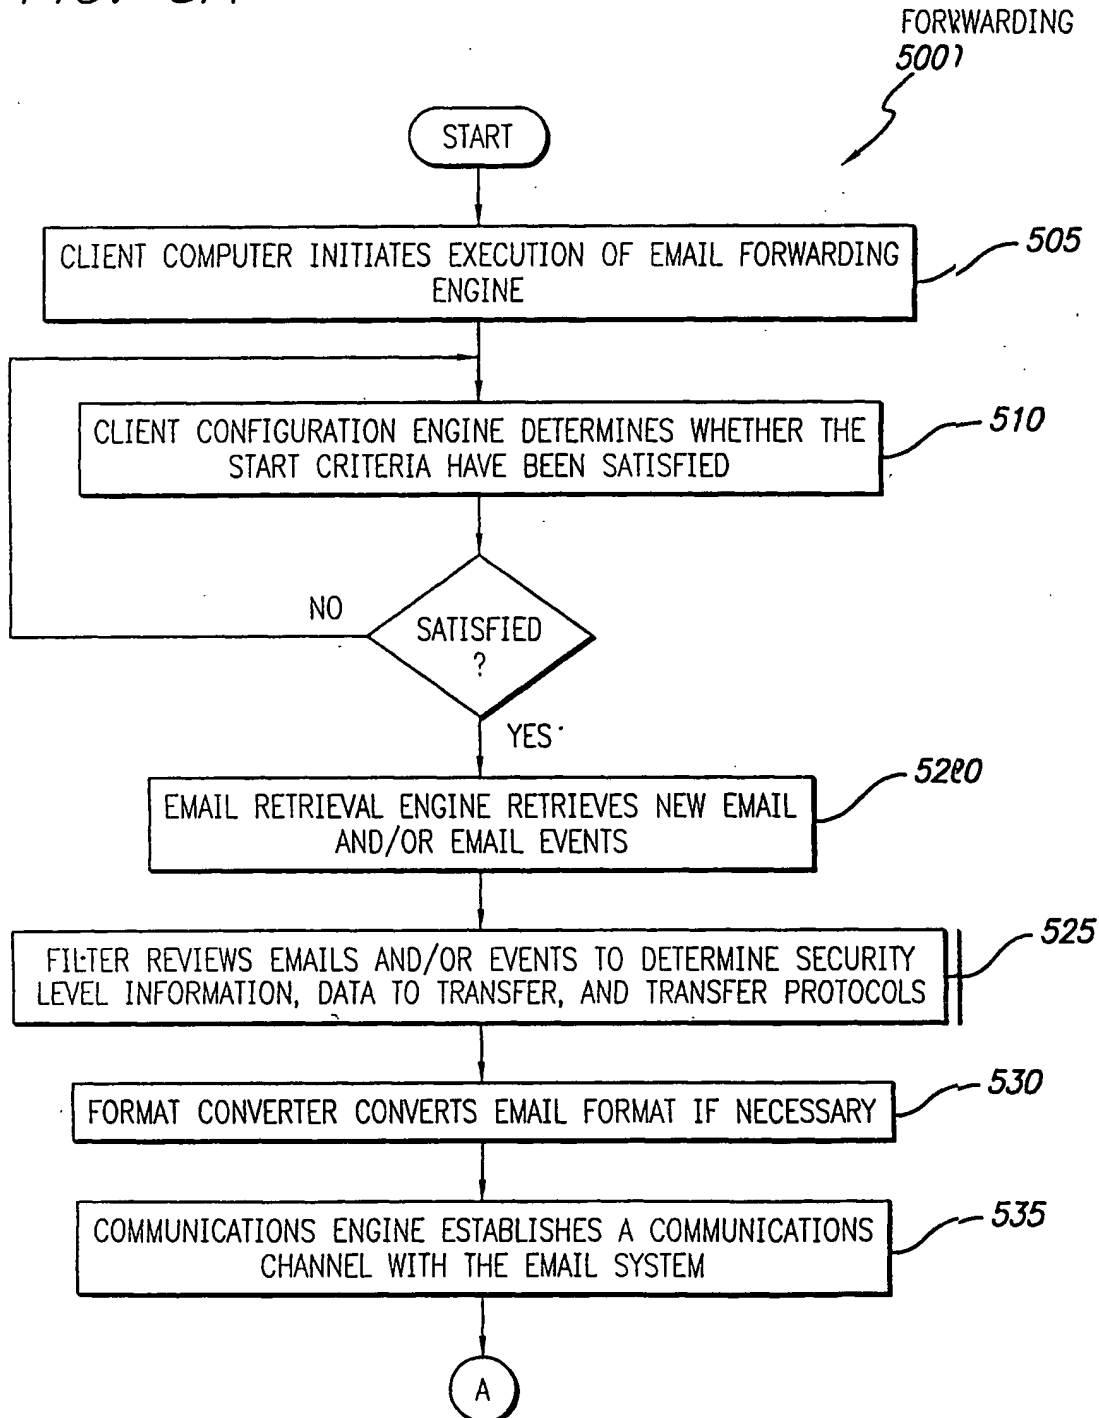 FORWARDING
500
START
CLIENT COMPUTER INITIATES EXECUTION OF EMAIL FORWARDING
ENGINE
505
CLIENT CONFIGURATION ENGINE DETERMINES WHETHER THE
START CRITERIA HAVE BEEN SATISFIED
510
NO
SATISFIED
?
YES
EMAIL RETRIEVAL ENGINE RETRIEVES NEW EMAIL
AND/OR EMAIL EVENTS
520
FILTER REVIEWS EMAILS AND/OR EVENTS TO DETERMINE SECURITY
LEVEL INFORMATION, DATA TO TRANSFER, AND TRANSFER PROTOCOLS
525
FORMAT CONVERTER CONVERTS EMAIL FORMAT IF NECESSARY
530
COMMUNICATIONS ENGINE ESTABLISHES A COMMUNICATIONS
CHANNEL WITH THE EMAIL SYSTEM
535
A